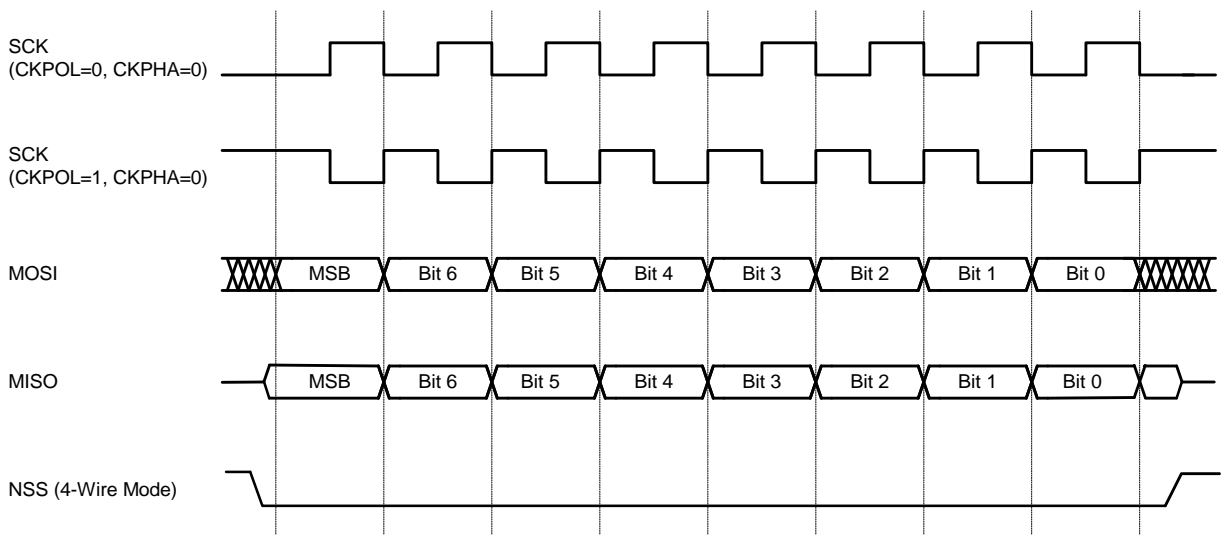 SCK
(CKPOL=0, CKPHA=0)
SCK
(CKPOL=1, CKPHA=0)
MOSI MSB Bit 6 Bit 5 Bit 4 Bit 3 Bit 2 Bit 1 Bit 0
MISO MSB Bit 6 Bit 5 Bit 4 Bit 3 Bit 2 Bit 1 Bit 0
NSS (4-Wire Mode)